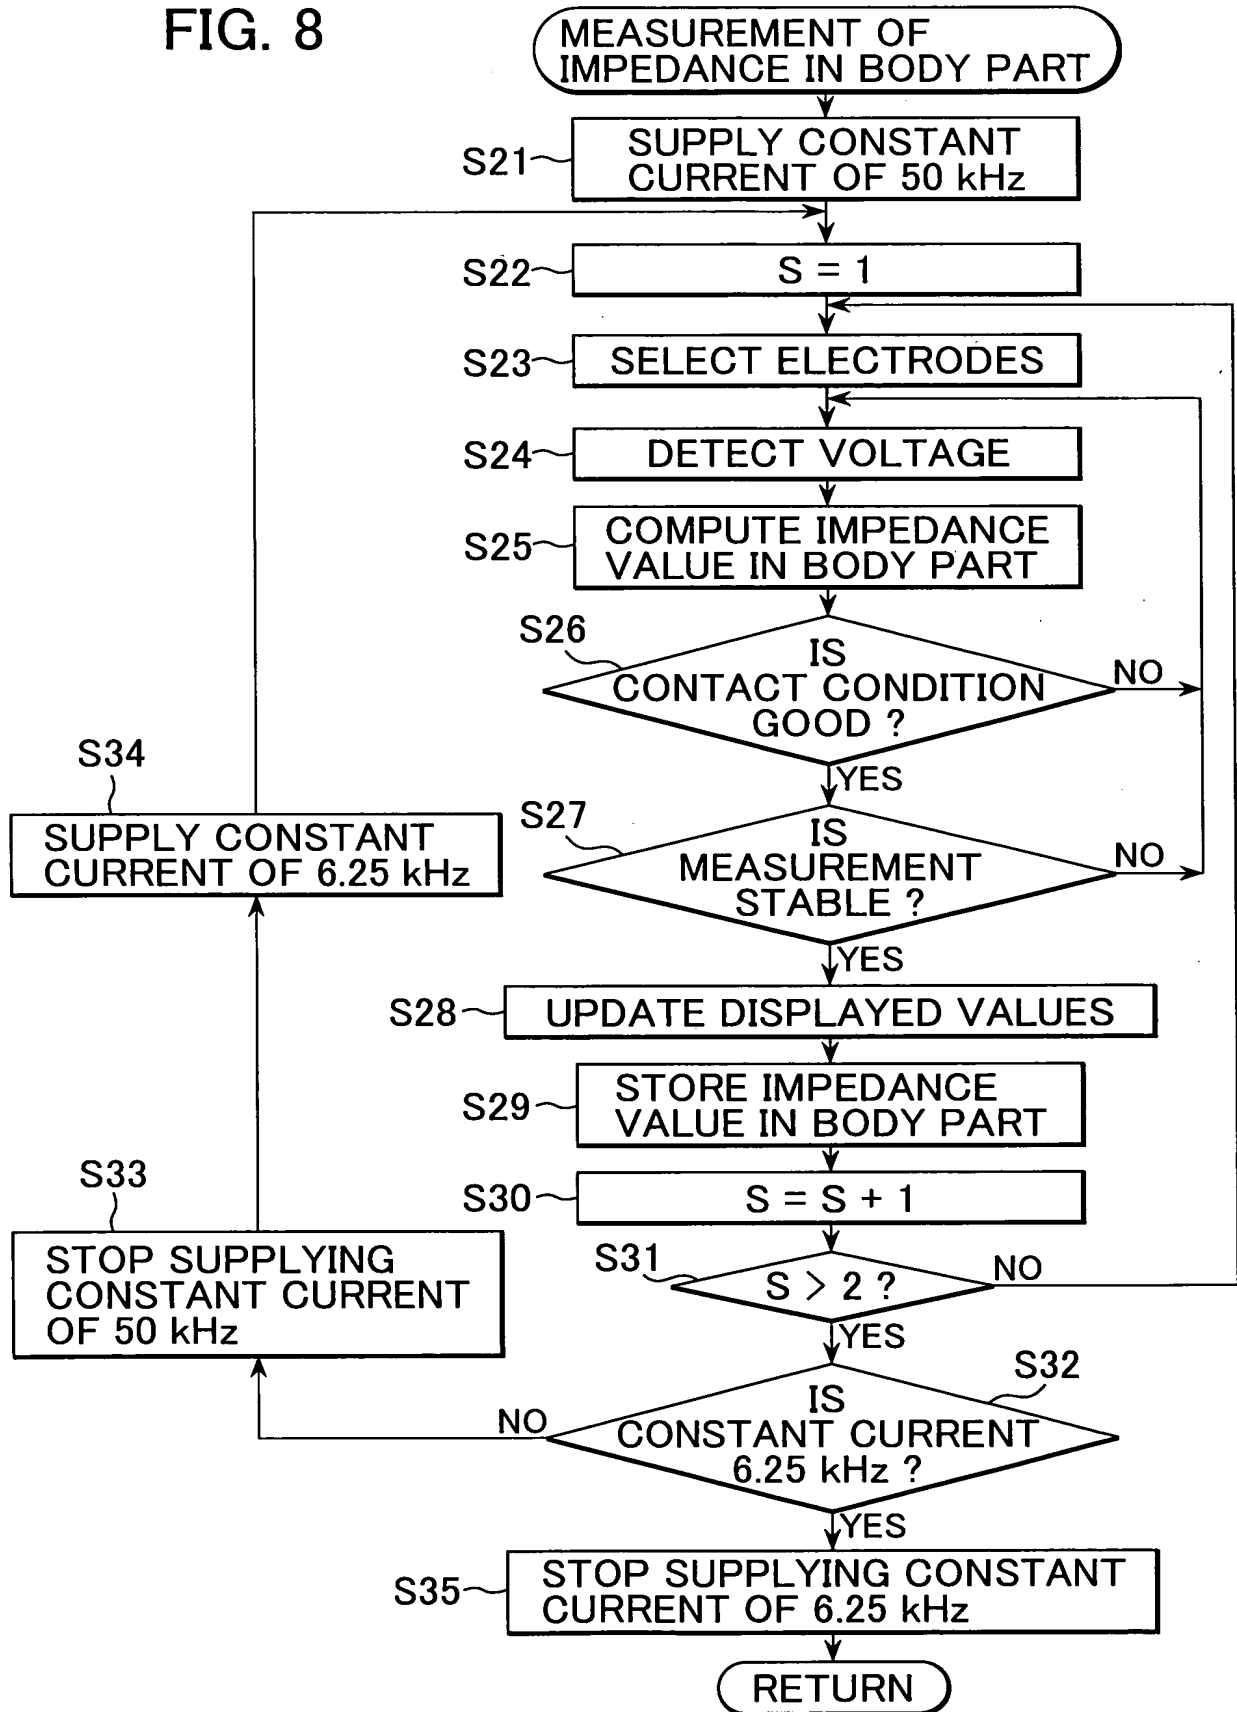 FIG. 8
MEASUREMENT OF
IMPEDANCE IN BODY PART
S21
SUPPLY CONSTANT
CURRENT OF 50 kHz
S22
S = 1
S23
SELECT ELECTRODES
S24
DETECT VOLTAGE
S25
COMPUTE IMPEDANCE
VALUE IN BODY PART
S26
IS
CONTACT CONDITION
GOOD ?
NO
YES
S27
IS
MEASUREMENT
STABLE ?
NO
YES
S28
UPDATE DISPLAYED VALUES
S29
STORE IMPEDANCE
VALUE IN BODY PART
S30
S = S + 1
S31
S > 2 ?
NO
YES
S32
IS
CONSTANT CURRENT
6.25 kHz ?
NO
YES
S33
STOP SUPPLYING
CONSTANT CURRENT
OF 50 kHz
S34
SUPPLY CONSTANT
CURRENT OF 6.25 kHz
S35
STOP SUPPLYING CONSTANT
CURRENT OF 6.25 kHz
RETURN